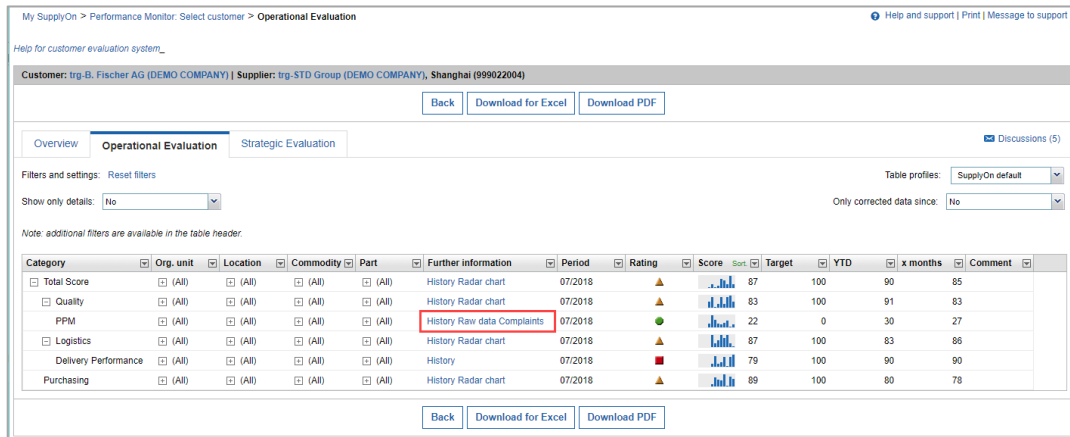 My SupplyOn > Performance Monitor: Select customer > Operational Evaluation
Help and support | Print | Message to support
Help for customer evaluation system_
Customer: trg-B. Fischer AG (DEMO COMPANY) | Supplier: trg-STD Group (DEMO COMPANY), Shanghai (999022004)
Back Download for Excel Download PDF
Overview Operational Evaluation Strategic Evaluation
Discussions (5)
Filters and settings: Reset filters
Table profiles: SupplyOn default
Show only details: No
Only corrected data since: No
Note: additional filters are available in the table header.
Category Org. unit Location Commodity Part Further information Period Rating Score Sort. Target YTD x months Comment
Total Score (All) (All) (All) (All) History Radar chart 07/2018 87 100 90 85
Quality (All) (All) (All) (All) History Radar chart 07/2018 83 100 91 83
PPM (All) (All) (All) (All) History Raw data Complaints 07/2018 22 0 30 27
Logistics (All) (All) (All) (All) History Radar chart 07/2018 87 100 83 86
Delivery Performance (All) (All) (All) (All) History 07/2018 79 100 90 90
Purchasing (All) (All) (All) (All) History Radar chart 07/2018 89 100 80 78
Back Download for Excel Download PDF